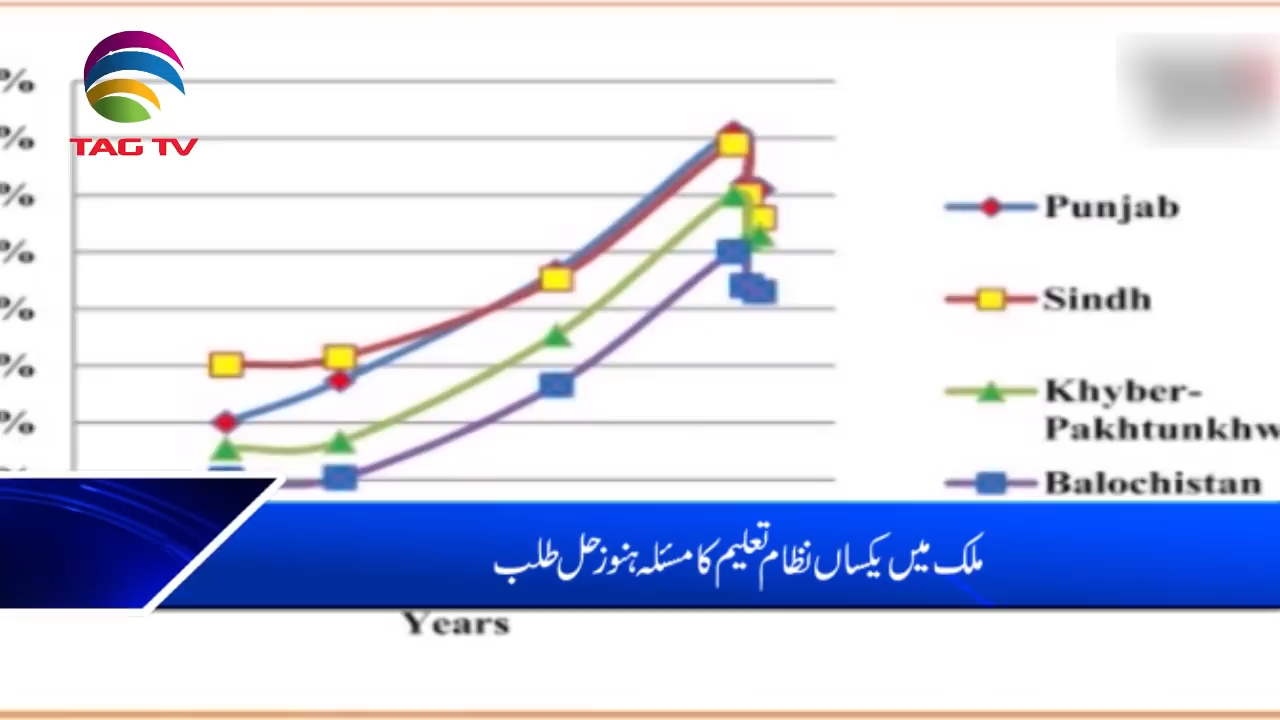 %
%
TAG TV
%
Punjab
%
Sindh
%
%
Khyber-
Pakhtunkhw
%
Balochistan
ملک میں یکساں نظام تعلیم کا مسئلہ ہنوز حل طلب
Years